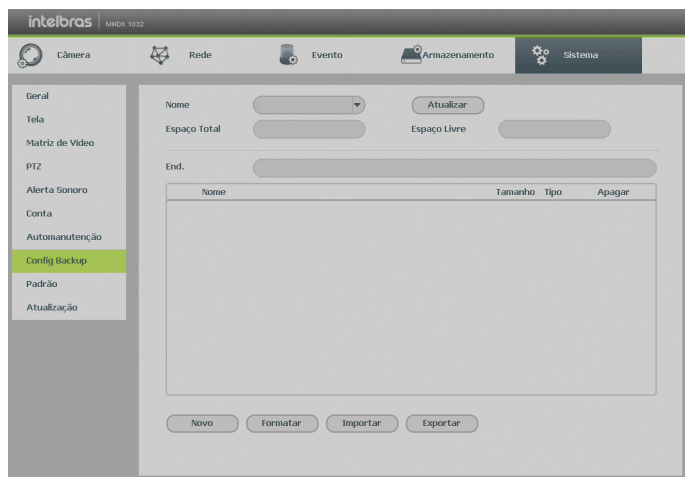 intelbras | MHDX 1032
Câmera Rede Evento Armazenamento Sistema
Geral
Tela
Matriz de Vídeo
PTZ
Alerta Sonoro
Conta
Automanutenção
Config Backup
Padrão
Atualização
Nome Atualizar
Espaço Total Espaço Livre
End.
Nome Tamanho Tipo Apagar
Novo Formatar Importar Exportar